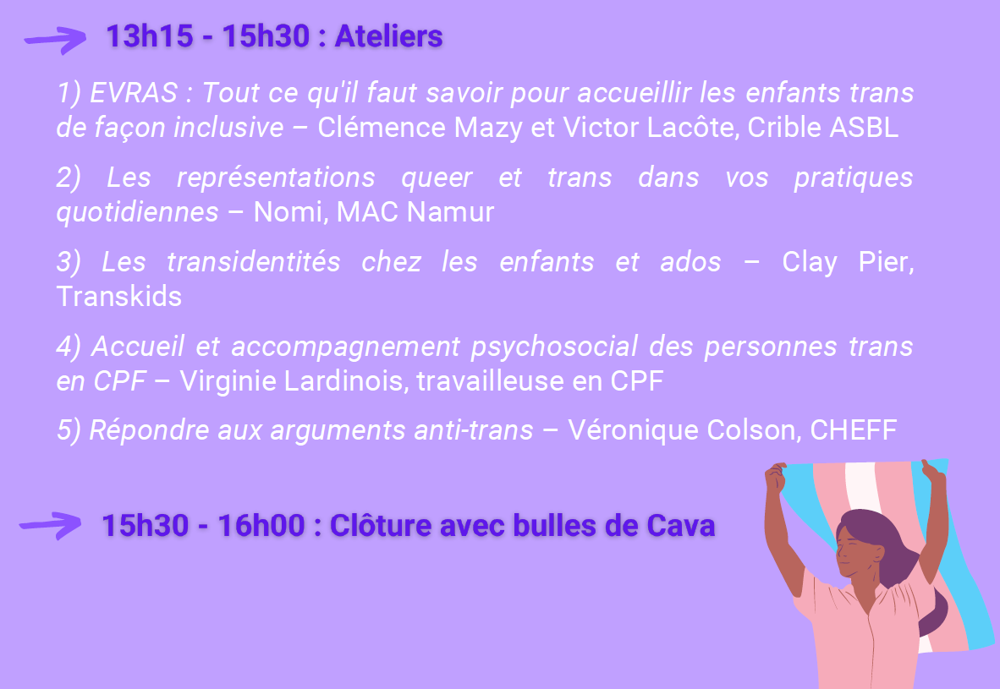 13h15 - 15h30 : Ateliers
1) EVRAS : Tout ce qu'il faut savoir pour accueillir les enfants trans
de façon inclusive – Clémence Mazy et Victor Lacôte, Crible ASBL
2) Les représentations queer et trans dans vos pratiques
quotidiennes – Nomi, MAC Namur
3) Les transidentités chez les enfants et ados – Clay Pier,
Transkids
4) Accueil et accompagnement psychosocial des personnes trans
en CPF – Virginie Lardinois, travailleuse en CPF
5) Répondre aux arguments anti-trans – Véronique Colson, CHEFF
15h30 - 16h00 : Clôture avec bulles de Cava